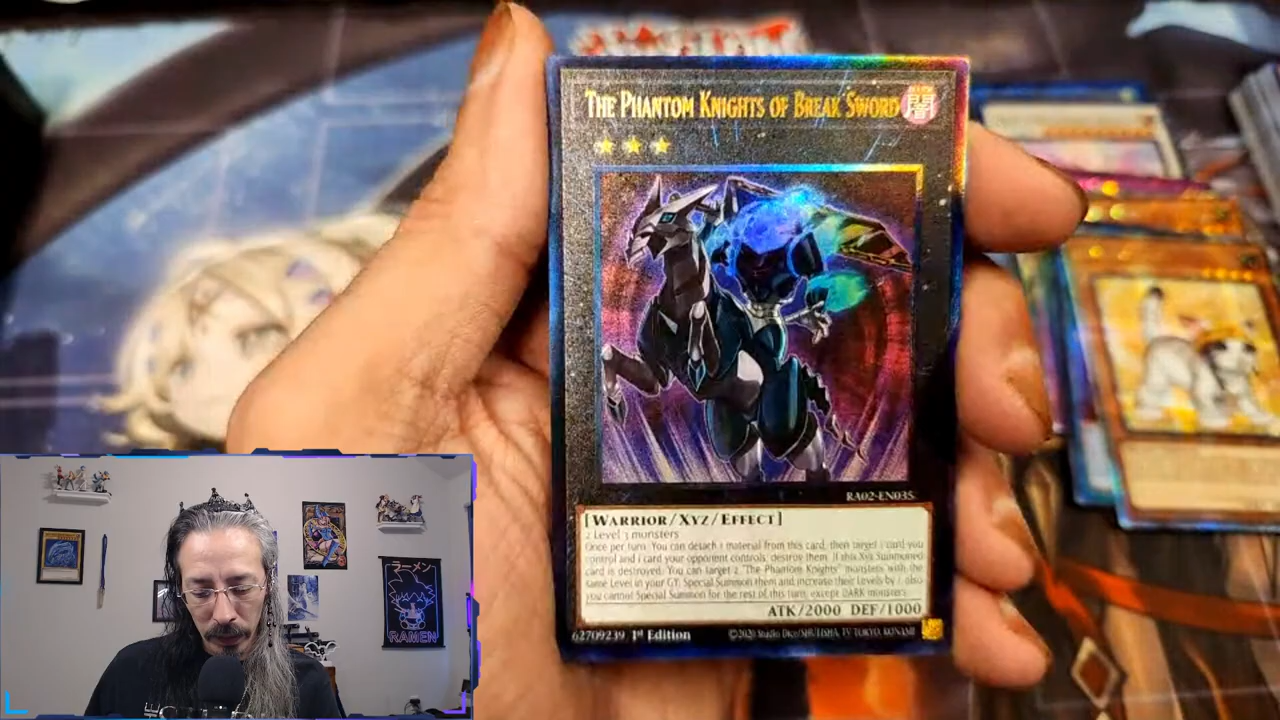 THE PHANTOM KNIGHTS OF BREAK SWORD
闇
RA02-EN035
[WARRIOR/XYZ/EFFECT]
2 Level 3 monsters
Once per turn: You can detach 1 material from this card, then target 1 card you
control and 1 card your opponent controls; destroy them. If this Xyz Summoned
card is destroyed: You can target 2 "The Phantom Knights" monsters with the
same Level in your GY; Special Summon them and increase their Levels by 1, also
you cannot Special Summon for the rest of this turn, except DARK monsters.
ATK/2000 DEF/1000
62709239 1st Edition
©2020 Studio Dice/SHUEISHA, TV TOKYO, KONAMI
ラーメン
RAMEN